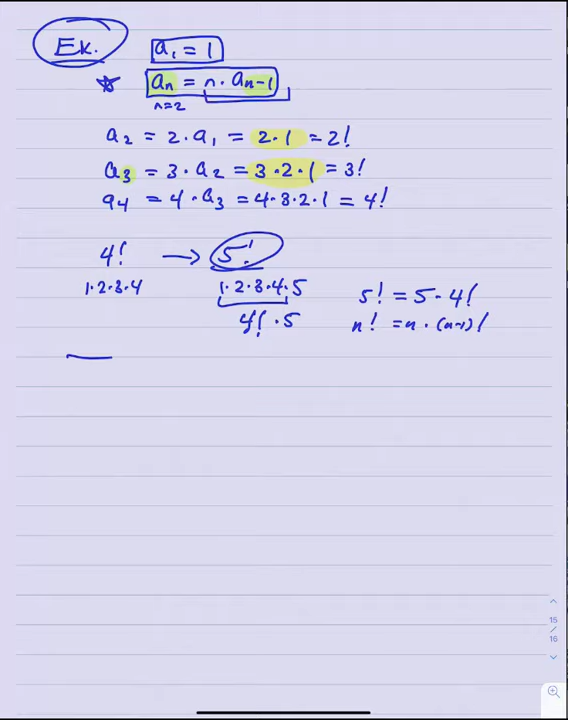 Ex. a₁ = 1
☆ aₙ = n · aₙ₋₁
n=2
a₂ = 2 · a₁ = 2 · 1 = 2!
a₃ = 3 · a₂ = 3 · 2 · 1 = 3!
a₄ = 4 · a₃ = 4 · 3 · 2 · 1 = 4!
4! → 5!
1·2·3·4 1·2·3·4·5 5! = 5 · 4!
4! · 5 n! = n · (n-1)!
15
/
16